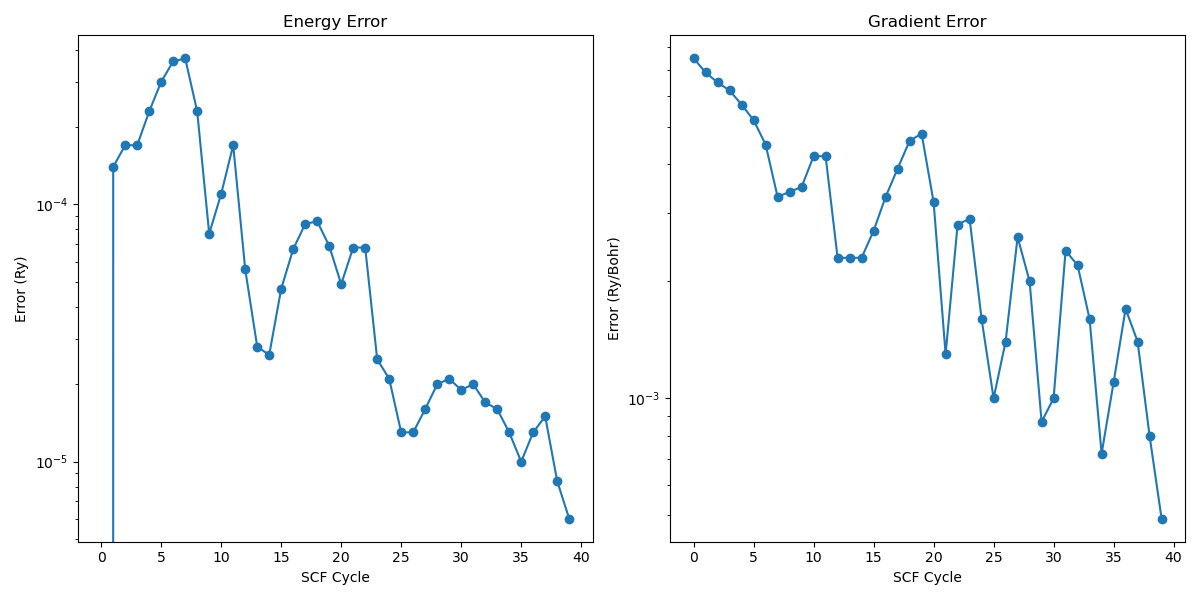 Energy Error
Error (Ry)
10⁻⁴
10⁻⁵
0 5 10 15 20 25 30 35 40
SCF Cycle
Gradient Error
Error (Ry/Bohr)
10⁻³
0 5 10 15 20 25 30 35 40
SCF Cycle